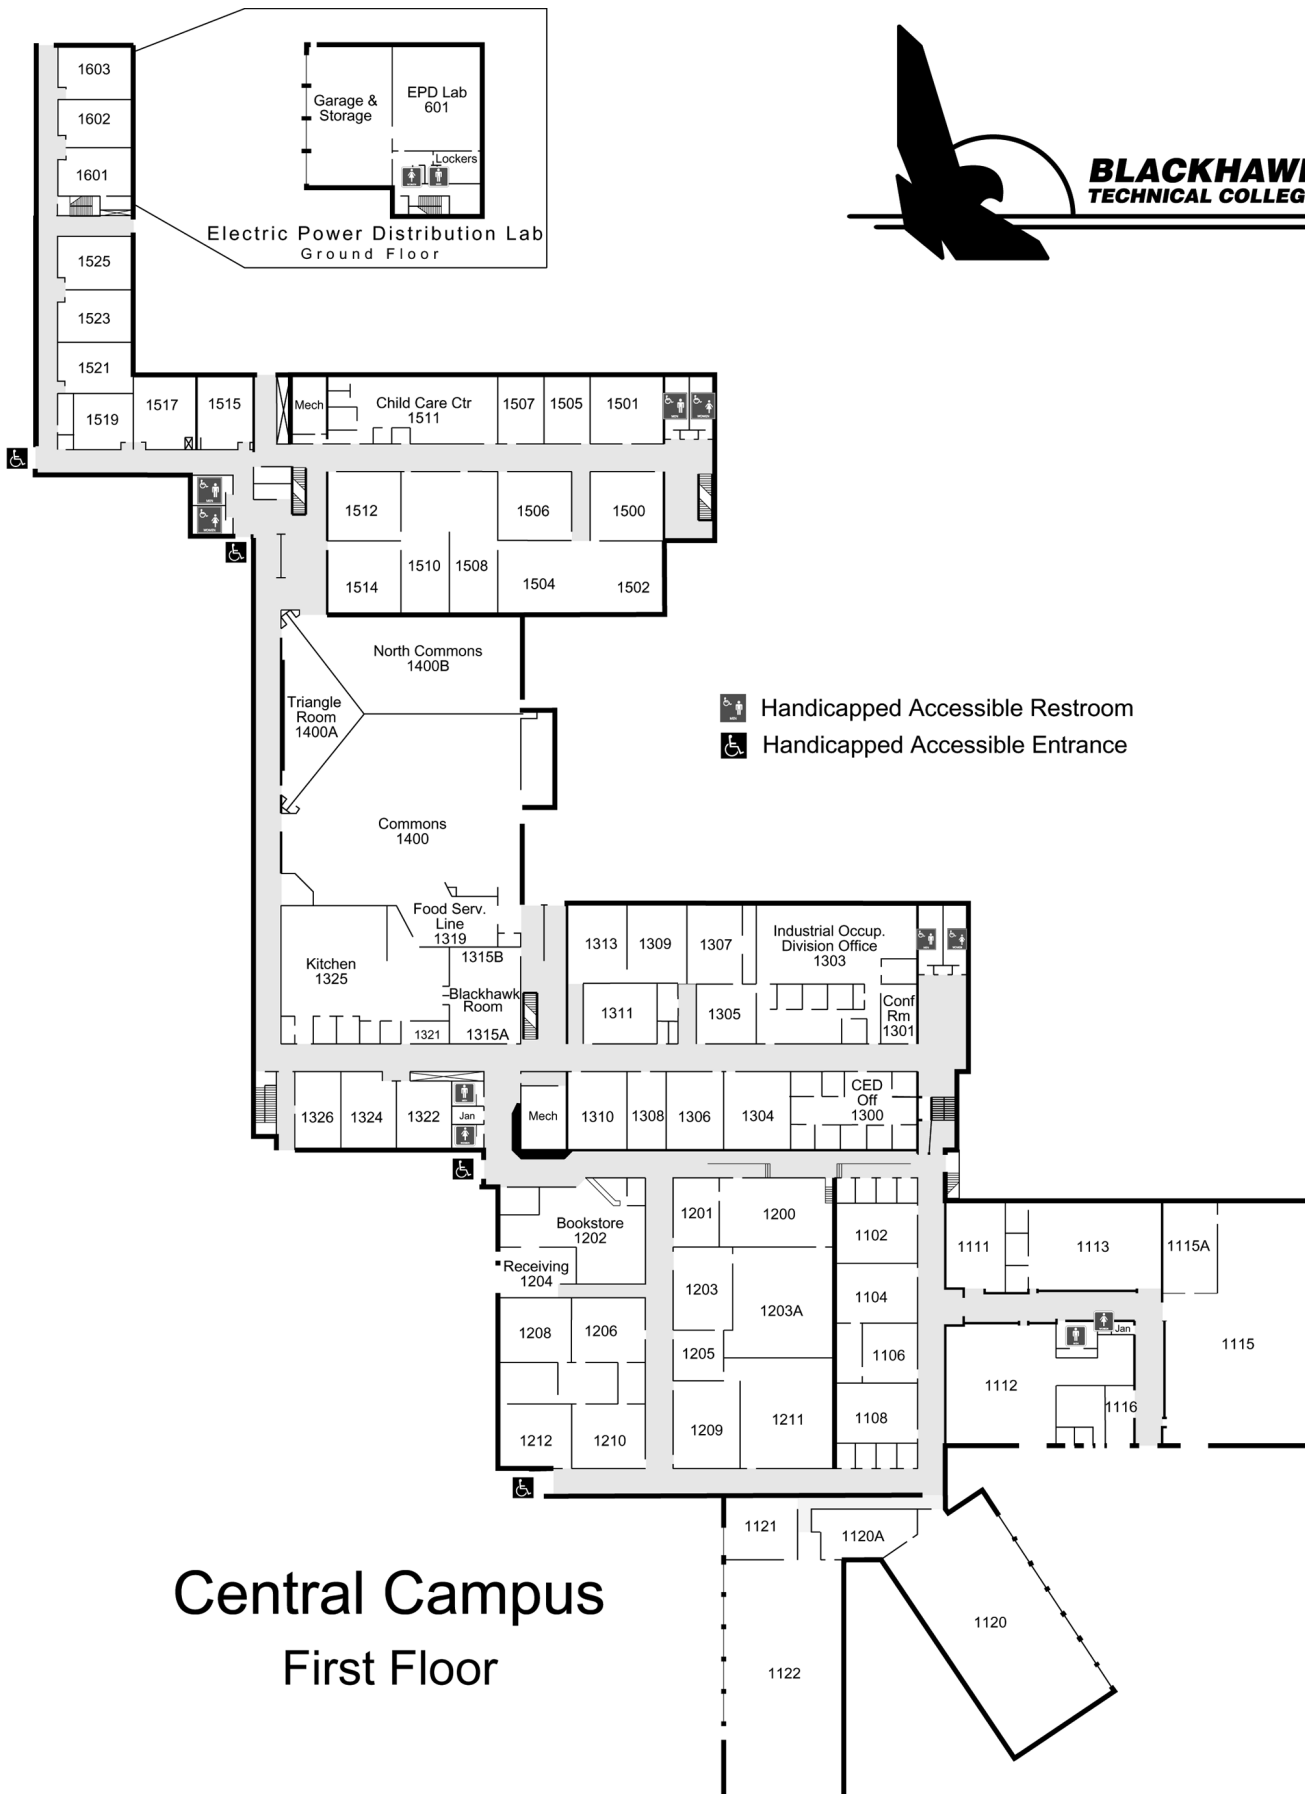 1603
1602
1601
Garage &
Storage
EPD Lab
601
Lockers
Electric Power Distribution Lab
Ground Floor
BLACKHAWK
TECHNICAL COLLEG
1525
1523
1521
1519
1517
1515
Mech
Child Care Ctr
1511
1507
1505
1501
1512
1506
1500
1514
1510
1508
1504
1502
North Commons
1400B
Triangle
Room
1400A
Handicapped Accessible Restroom
Handicapped Accessible Entrance
Commons
1400
Food Serv.
Line
1319
1315B
Kitchen
1325
Blackhawk
Room
1315A
1321
1313
1309
1307
Industrial Occup.
Division Office
1303
1311
1305
Conf
Rm
1301
1326
1324
1322
Jan
Mech
1310
1308
1306
1304
CED
Off
1300
Bookstore
1202
Receiving
1204
1201
1200
1102
1203
1203A
1104
1208
1206
1205
1106
1212
1210
1209
1211
1108
1111
1113
1115A
Jan
1115
1112
1116
1121
1120A
1120
1122
Central Campus
First Floor